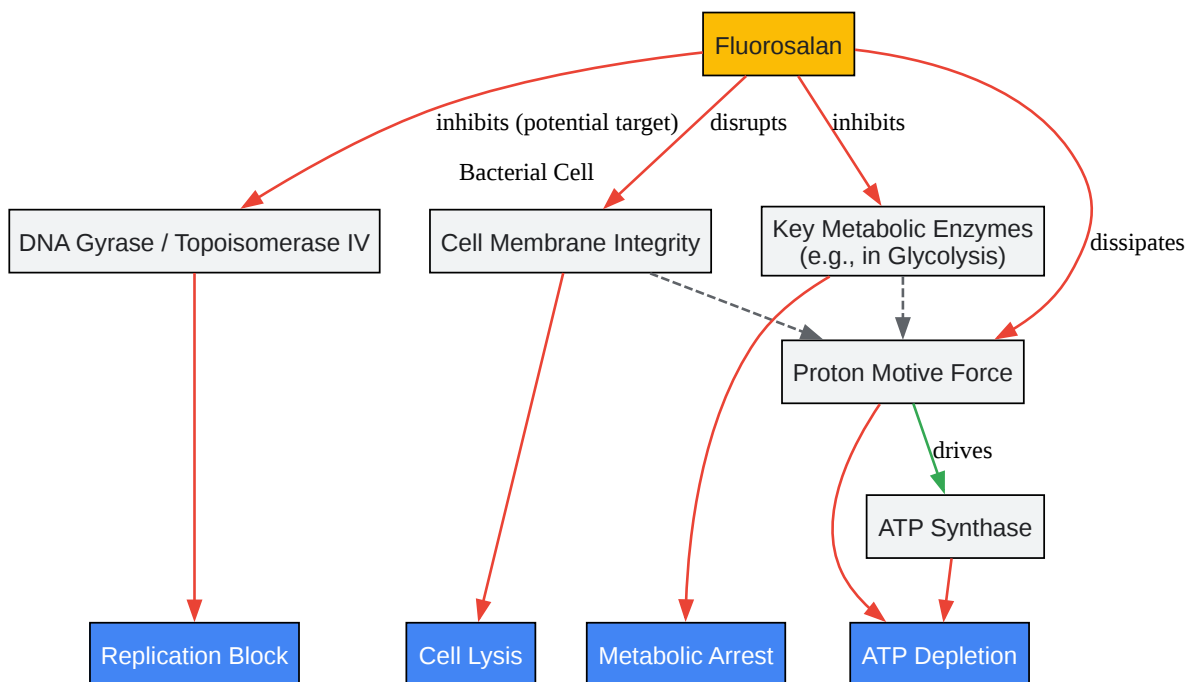 Fluorosalan
inhibits (potential target)
disrupts
inhibits
Bacterial Cell
DNA Gyrase / Topoisomerase IV
Cell Membrane Integrity
Key Metabolic Enzymes
(e.g., in Glycolysis)
dissipates
Proton Motive Force
drives
ATP Synthase
Replication Block
Cell Lysis
Metabolic Arrest
ATP Depletion